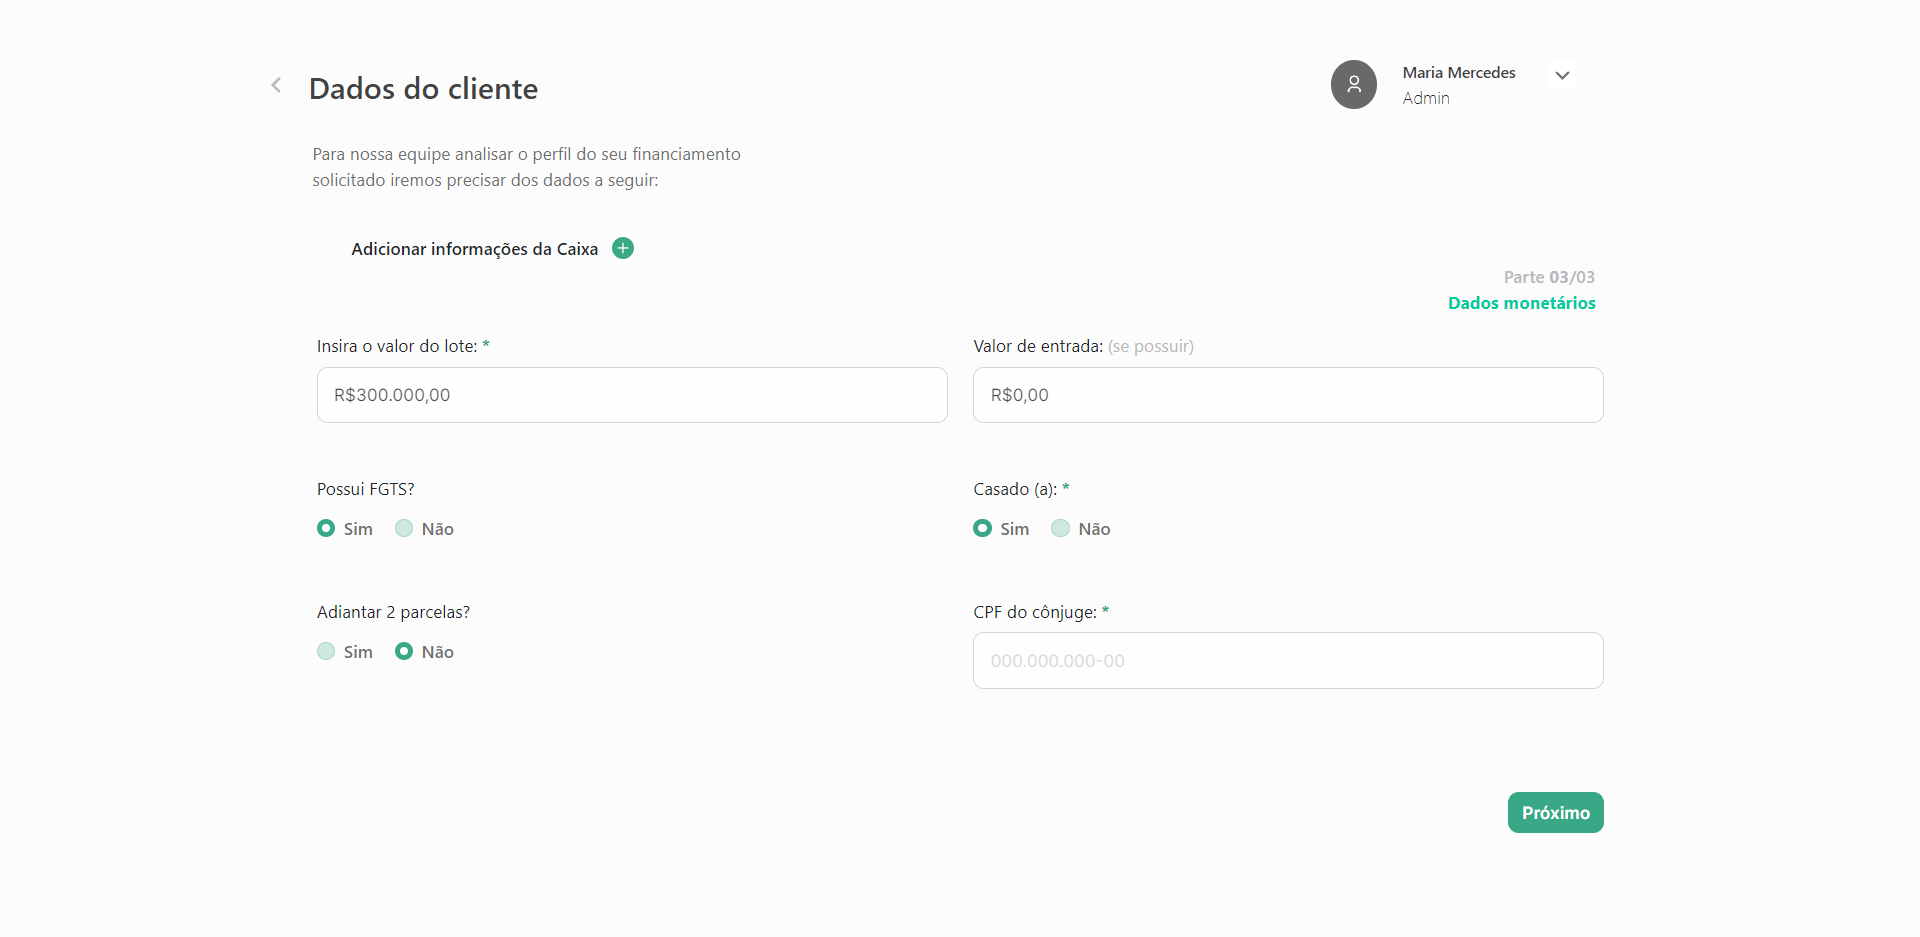 Dados do cliente
Maria Mercedes
Admin
Para nossa equipe analisar o perfil do seu financiamento
solicitado iremos precisar dos dados a seguir:
Adicionar informações da Caixa
Parte 03/03
Dados monetários
Insira o valor do lote: *
R$300.000,00
Valor de entrada: (se possuir)
R$0,00
Possui FGTS?
Sim Não
Casado (a): *
Sim Não
Adiantar 2 parcelas?
Sim Não
CPF do cônjuge: *
000.000.000-00
Próximo